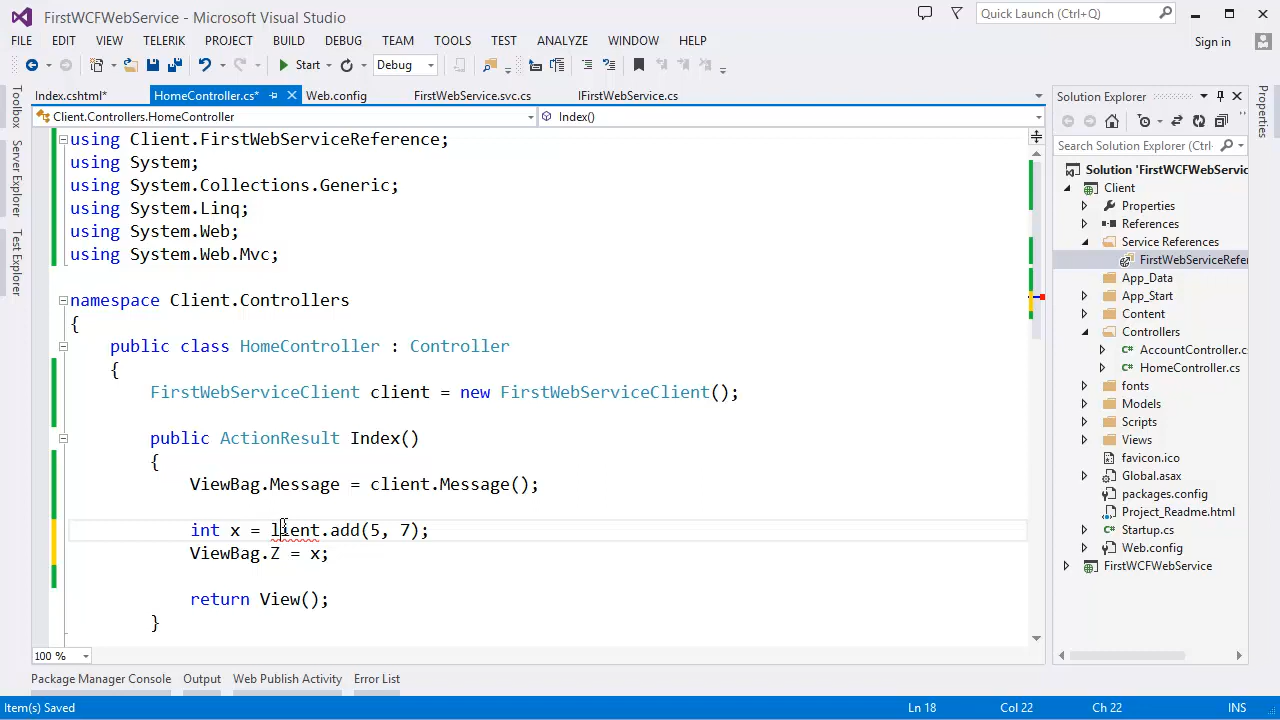 FirstWCFWebService - Microsoft Visual Studio
Quick Launch (Ctrl+Q)
FILE EDIT VIEW TELERIK PROJECT BUILD DEBUG TEAM TOOLS TEST ANALYZE WINDOW HELP
Sign in
Start Debug
Index.cshtml* HomeController.cs* Web.config FirstWebService.svc.cs IFirstWebService.cs
Client.Controllers.HomeController Index()
Toolbox
Server Explorer
Test Explorer
using Client.FirstWebServiceReference;
using System;
using System.Collections.Generic;
using System.Linq;
using System.Web;
using System.Web.Mvc;
namespace Client.Controllers
{
public class HomeController : Controller
{
FirstWebServiceClient client = new FirstWebServiceClient();
public ActionResult Index()
{
ViewBag.Message = client.Message();
int x = lient.add(5, 7);
ViewBag.Z = x;
return View();
}
100 %
Solution Explorer
Search Solution Explorer (Ctrl-
Solution 'FirstWCFWebServic
Client
Properties
References
Service References
FirstWebServiceRefer
App_Data
App_Start
Content
Controllers
AccountController.c
HomeController.cs
fonts
Models
Scripts
Views
favicon.ico
Global.asax
packages.config
Project_Readme.html
Startup.cs
Web.config
FirstWCFWebService
Properties
Package Manager Console Output Web Publish Activity Error List
Item(s) Saved Ln 18 Col 22 Ch 22 INS